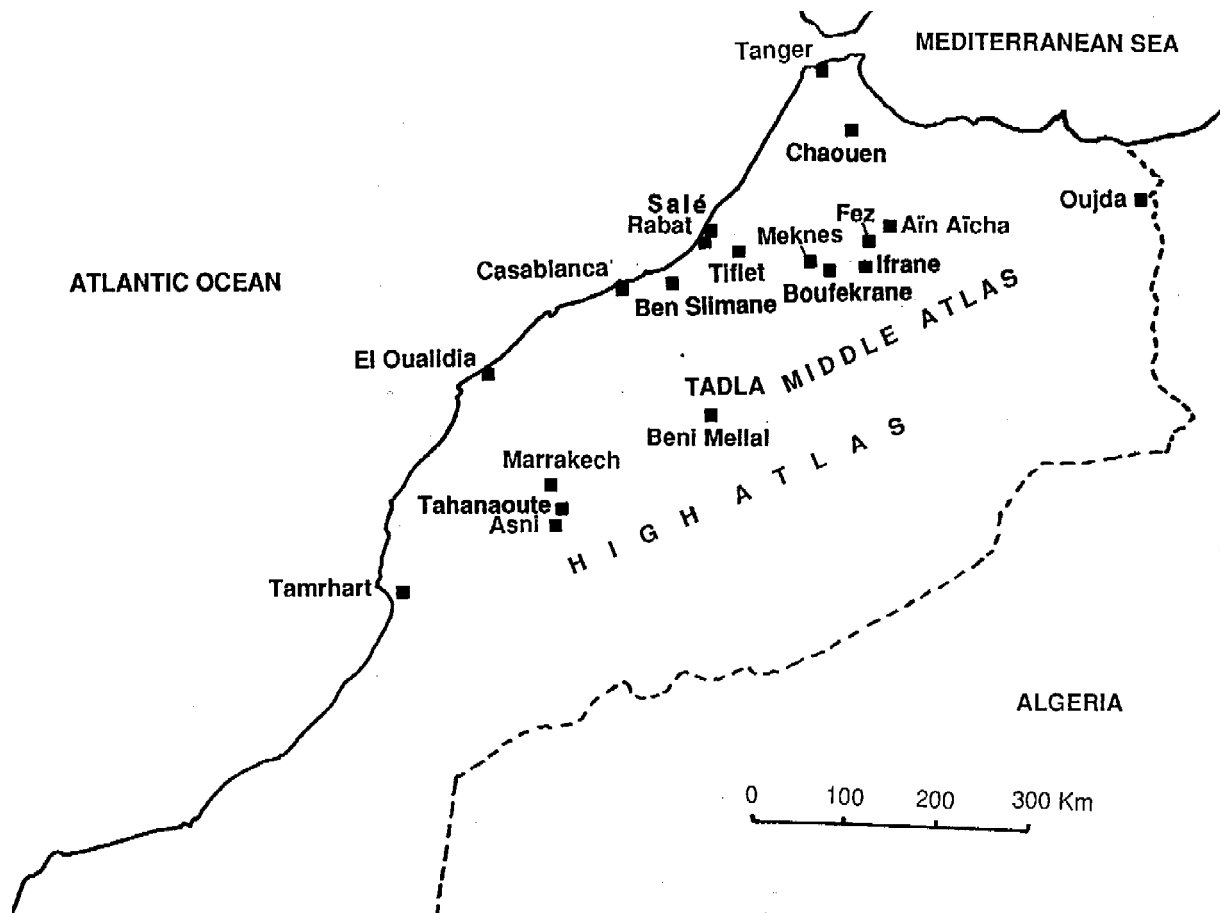 Tanger
MEDITERRANEAN SEA
Chaouen
Salé
Rabat
Oujda
Fez
Aïn Aïcha
Meknes
Tiflet
Ifrane
Casablanca
ATLANTIC OCEAN
Ben Slimane
Boufekrane
El Oualidia
TADLA
MIDDLE ATLAS
Beni Mellal
HIGH ATLAS
Marrakech
Tahanaoute
Asni
Tamrhart
ALGERIA
0 100 200 300 Km